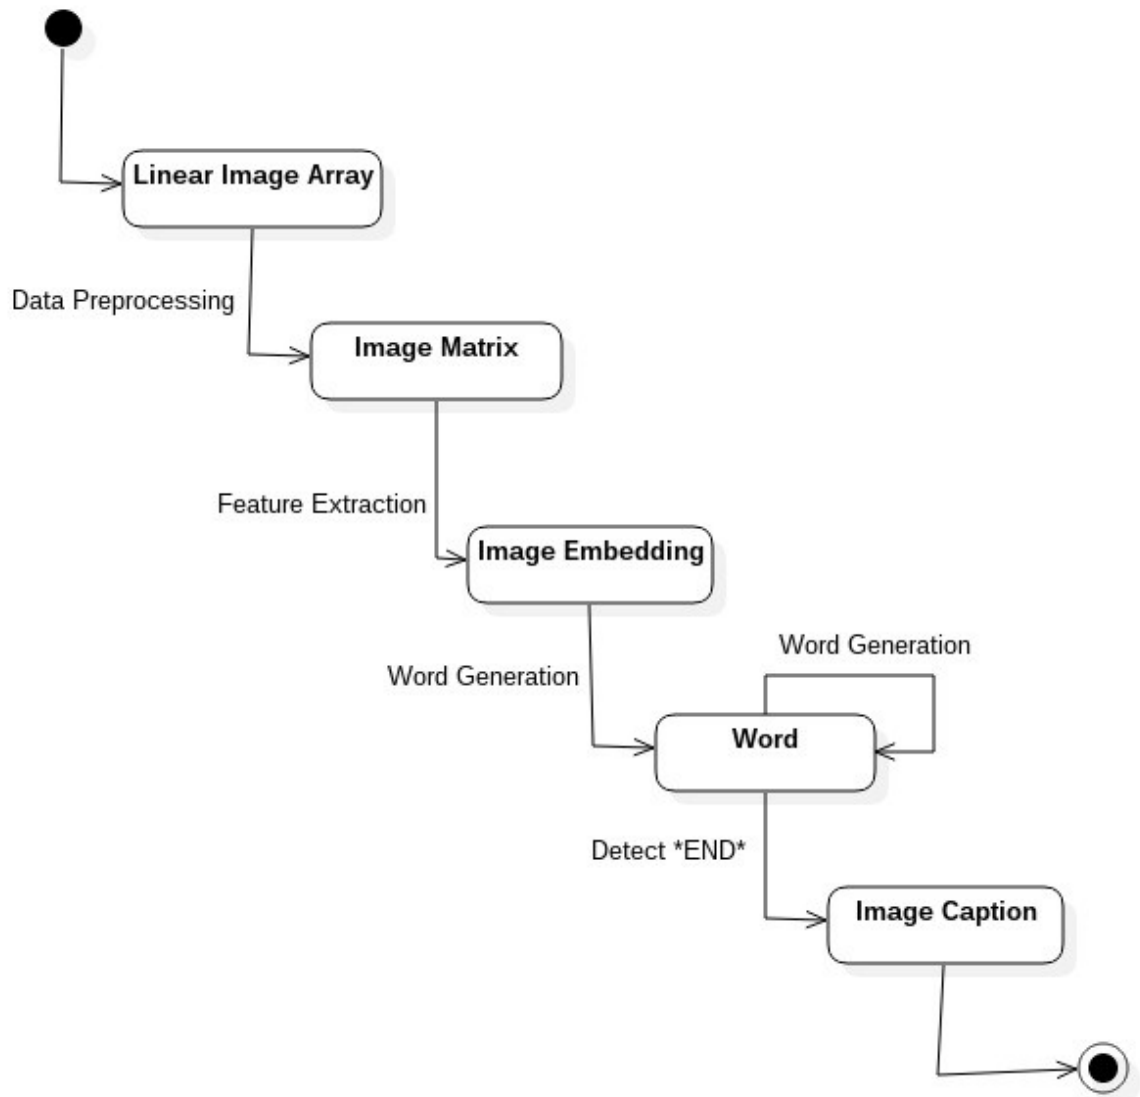 Linear Image Array
Data Preprocessing
Image Matrix
Feature Extraction
Image Embedding
Word Generation
Word Generation
Word
Detect *END*
Image Caption